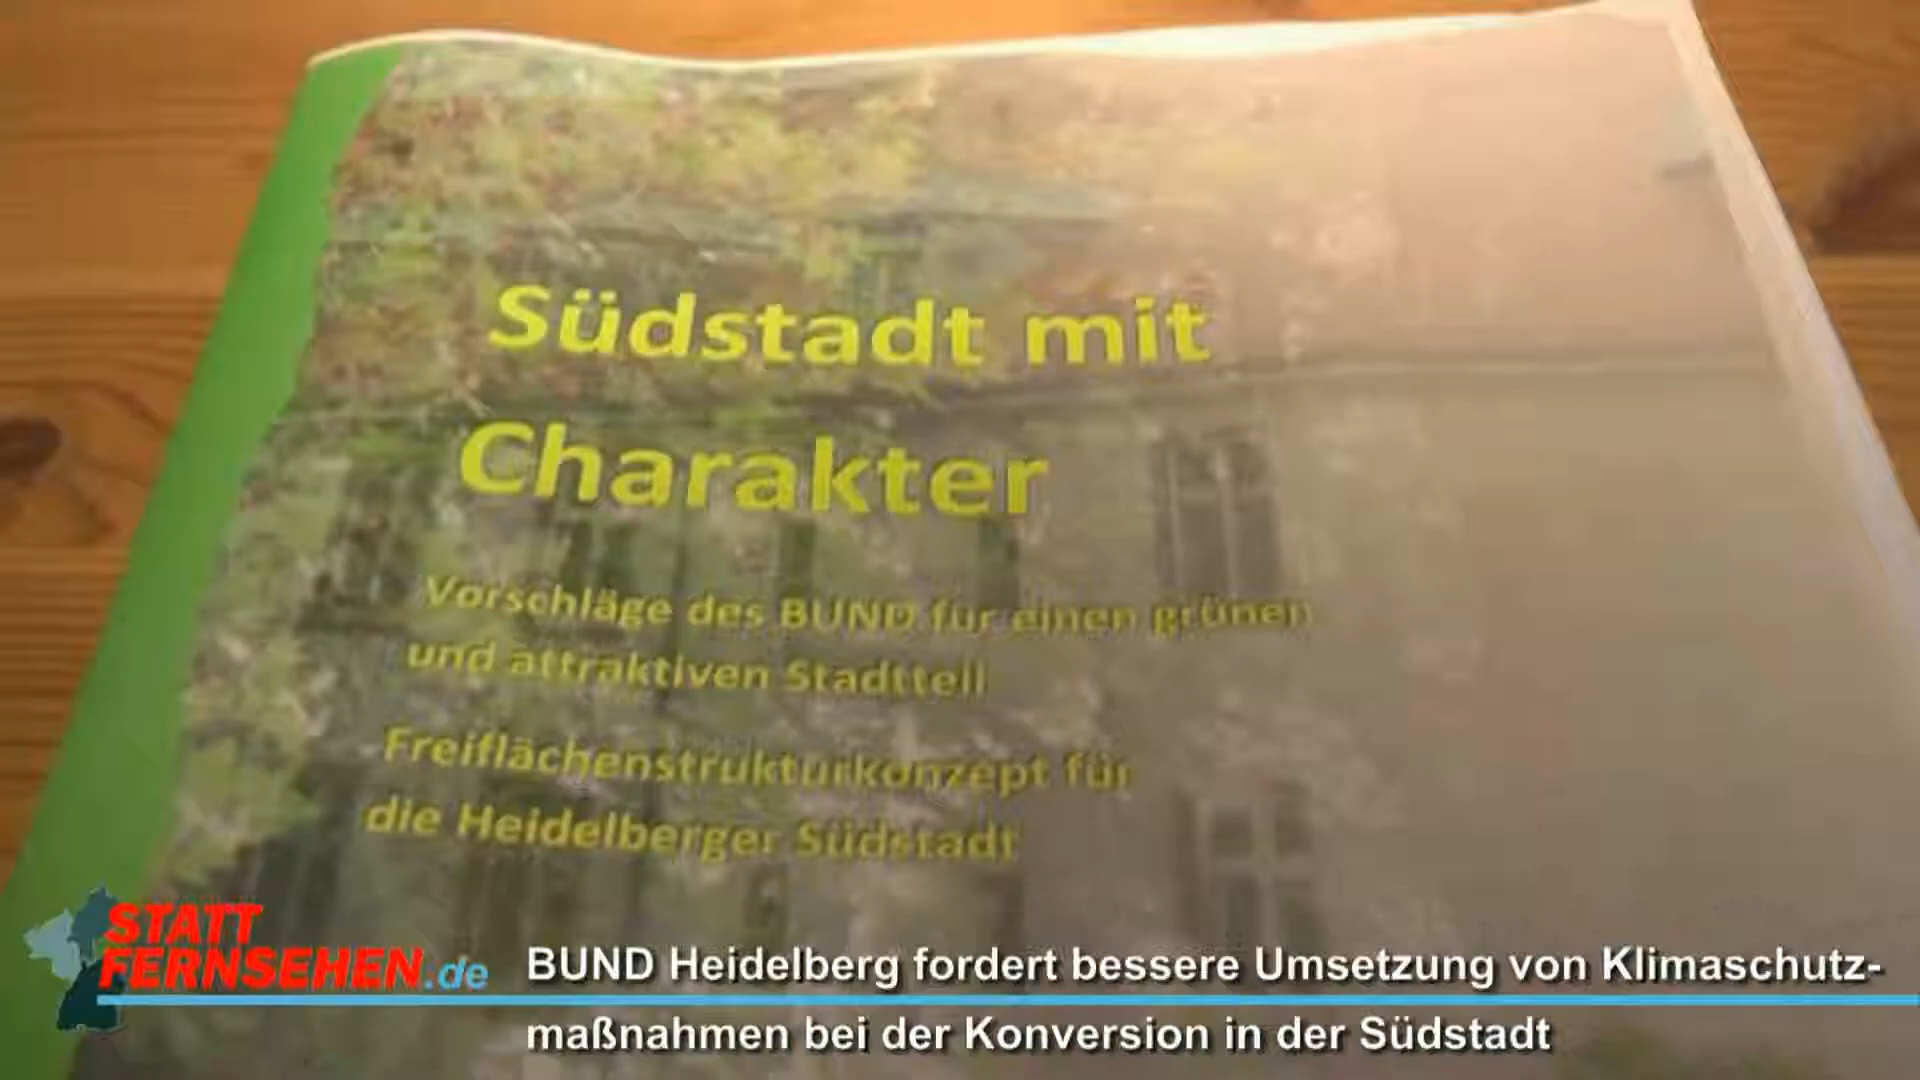 Südstadt mit
Charakter
Vorschläge des BUND für einen grünen
und attraktiven Stadtteil
Freiflächenstrukturkonzept für
die Heidelberger Südstadt
STATT
FERNSEHEN.de
BUND Heidelberg fordert bessere Umsetzung von Klimaschutz-
maßnahmen bei der Konversion in der Südstadt